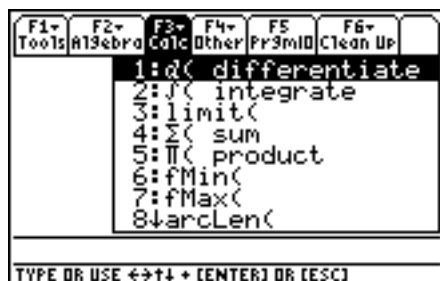 F1▾ F2▾ F3▾ F4▾ F5 F6▾
Tools Algebra Calc Other PrgmIO Clean Up
1:d( differentiate
2:∫( integrate
3:limit(
4:Σ( sum
5:Π( product
6:fMin(
7:fMax(
8↓arcLen(
TYPE OR USE ←→↑↓ + [ENTER] OR [ESC]